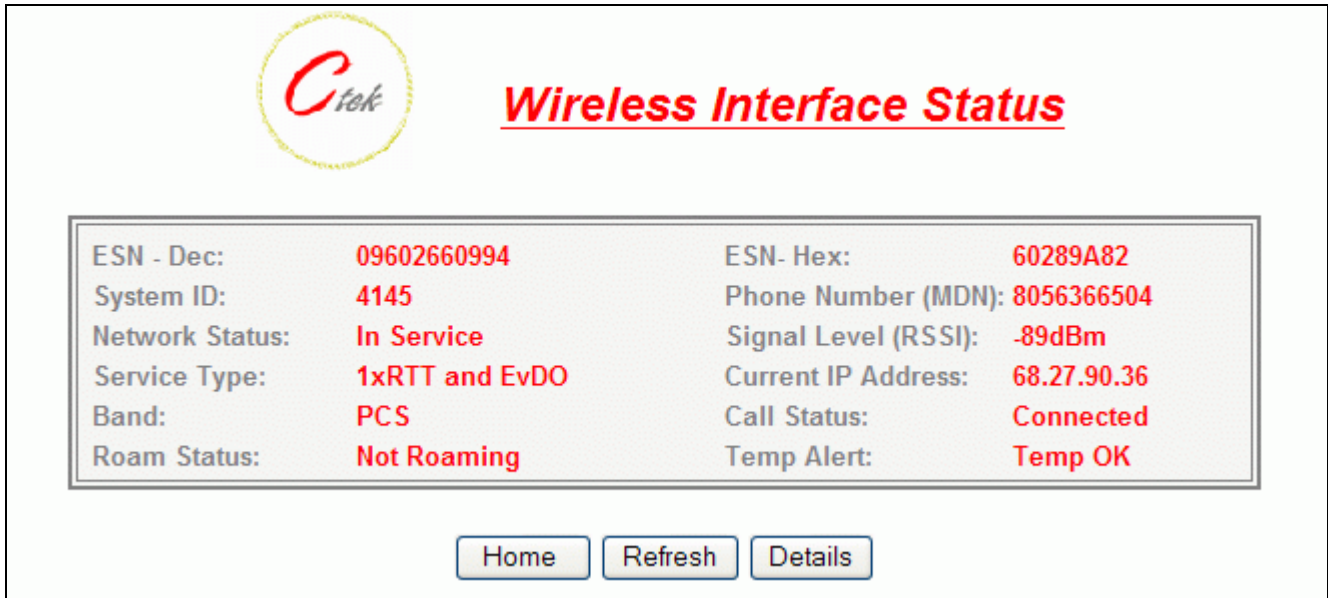 Ctek
Wireless Interface Status
ESN - Dec: 09602660994 ESN- Hex: 60289A82
System ID: 4145 Phone Number (MDN): 8056366504
Network Status: In Service Signal Level (RSSI): -89dBm
Service Type: 1xRTT and EvDO Current IP Address: 68.27.90.36
Band: PCS Call Status: Connected
Roam Status: Not Roaming Temp Alert: Temp OK
Home Refresh Details